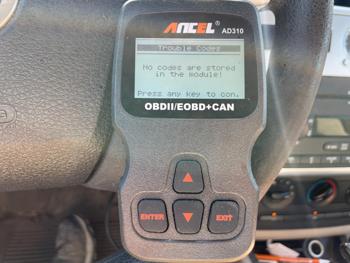 ANCEL®
AD310
Trouble Codes
No codes are stored
in the module!
Press any key to con.
OBDII/EOBD+CAN
ENTER
EXIT